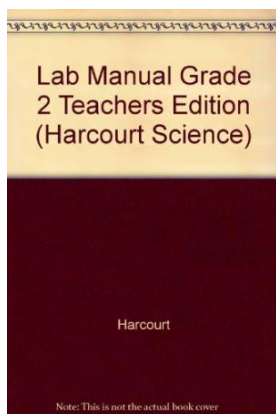 Lab Manual Grade
2 Teachers Edition
(Harcourt Science)
Harcourt
Note: This is not the actual book cover